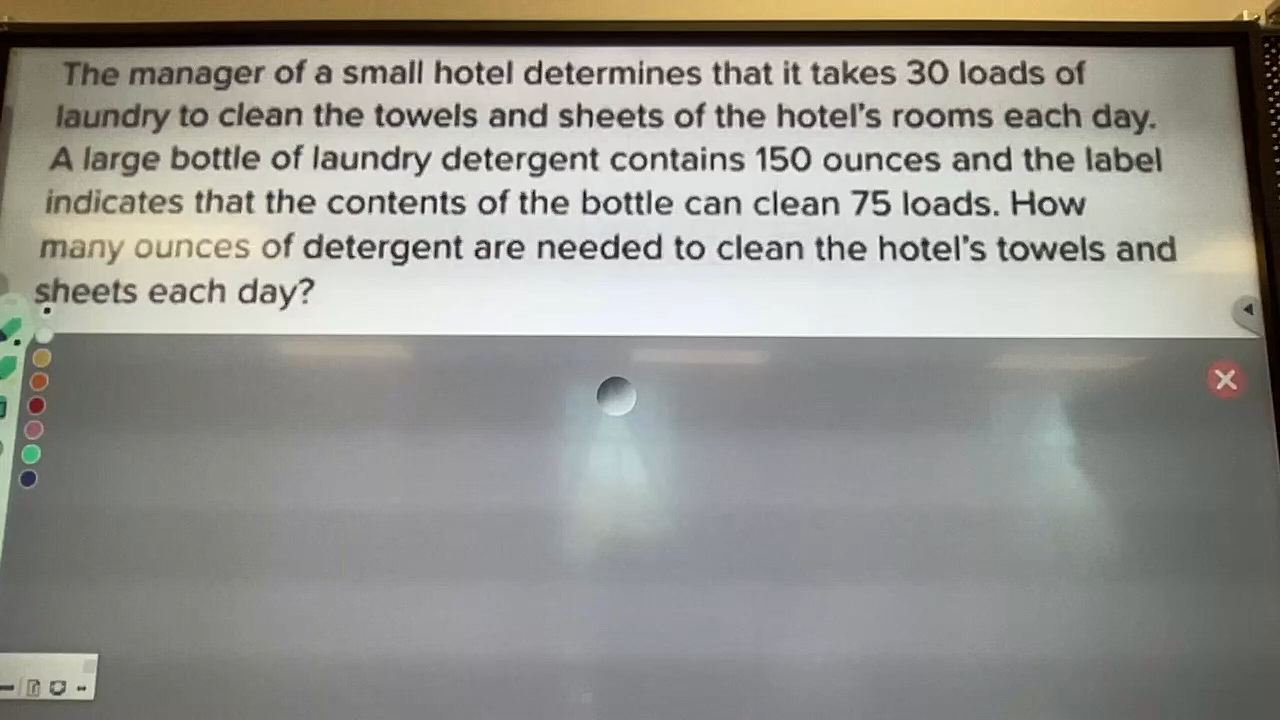 The manager of a small hotel determines that it takes 30 loads of
laundry to clean the towels and sheets of the hotel's rooms each day.
A large bottle of laundry detergent contains 150 ounces and the label
indicates that the contents of the bottle can clean 75 loads. How
many ounces of detergent are needed to clean the hotel's towels and
sheets each day?